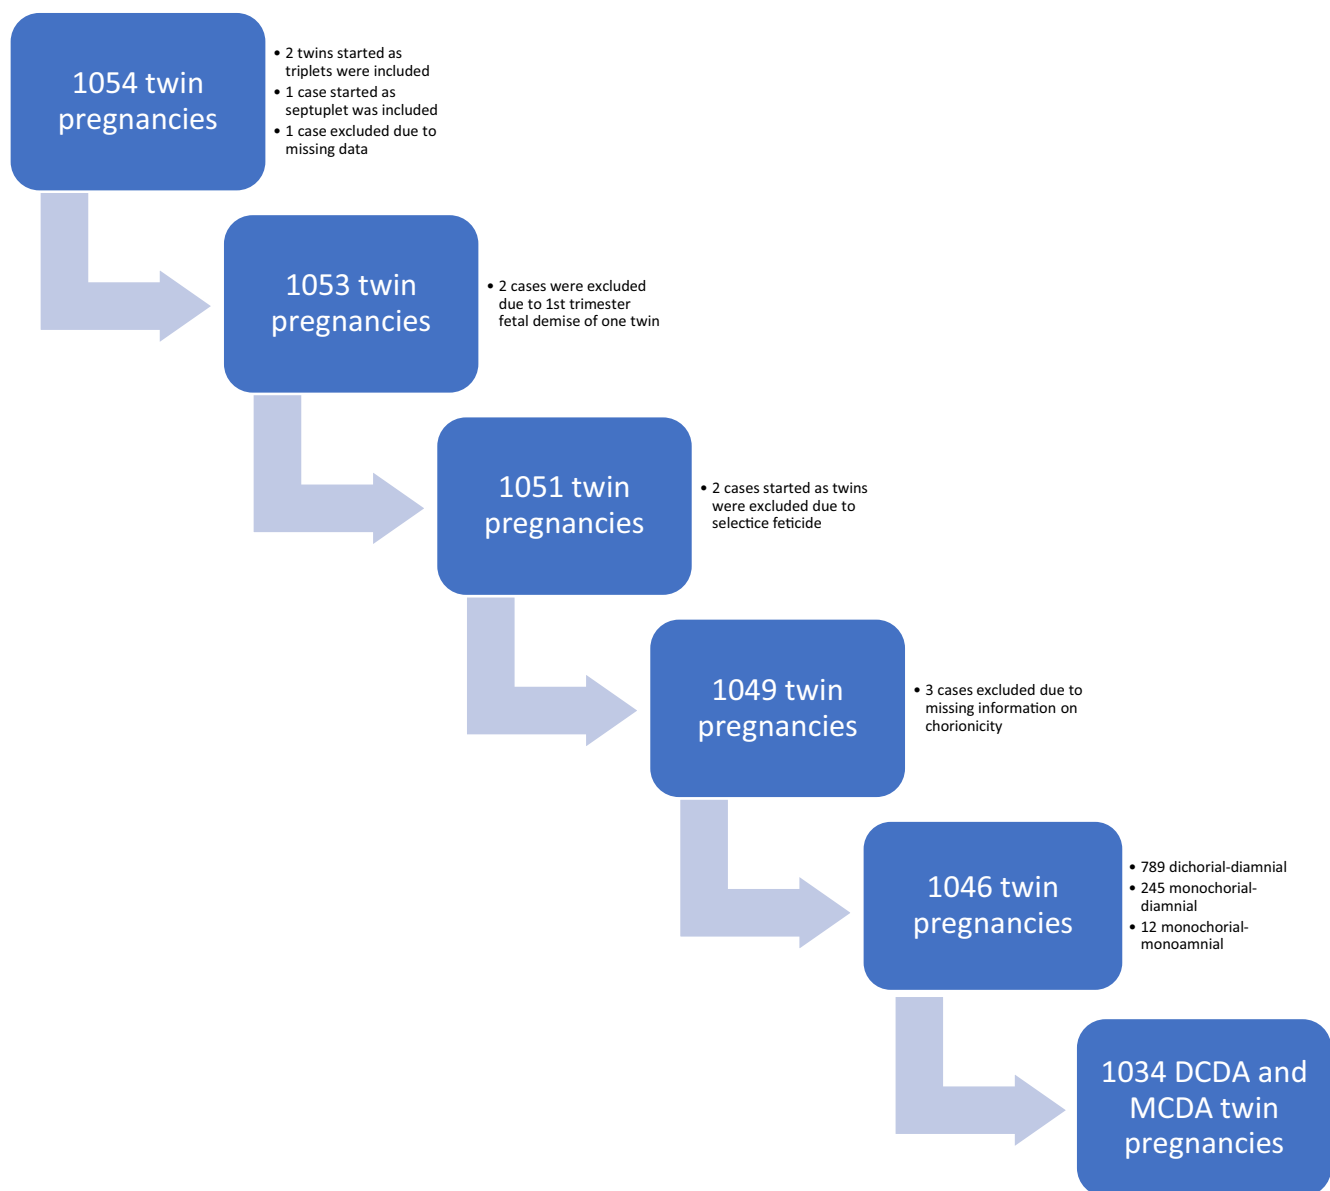 1054 twin
pregnancies
• 2 twins started as
triplets were included
• 1 case started as
septuplet was included
• 1 case excluded due to
missing data
1053 twin
pregnancies
• 2 cases were excluded
due to 1st trimester
fetal demise of one twin
1051 twin
pregnancies
• 2 cases started as twins
were excluded due to
selectice feticide
1049 twin
pregnancies
• 3 cases excluded due to
missing information on
chorionicity
1046 twin
pregnancies
• 789 dichorial-diamnial
• 245 monochorial-
diamnial
• 12 monochorial-
monoamnial
1034 DCDA and
MCDA twin
pregnancies